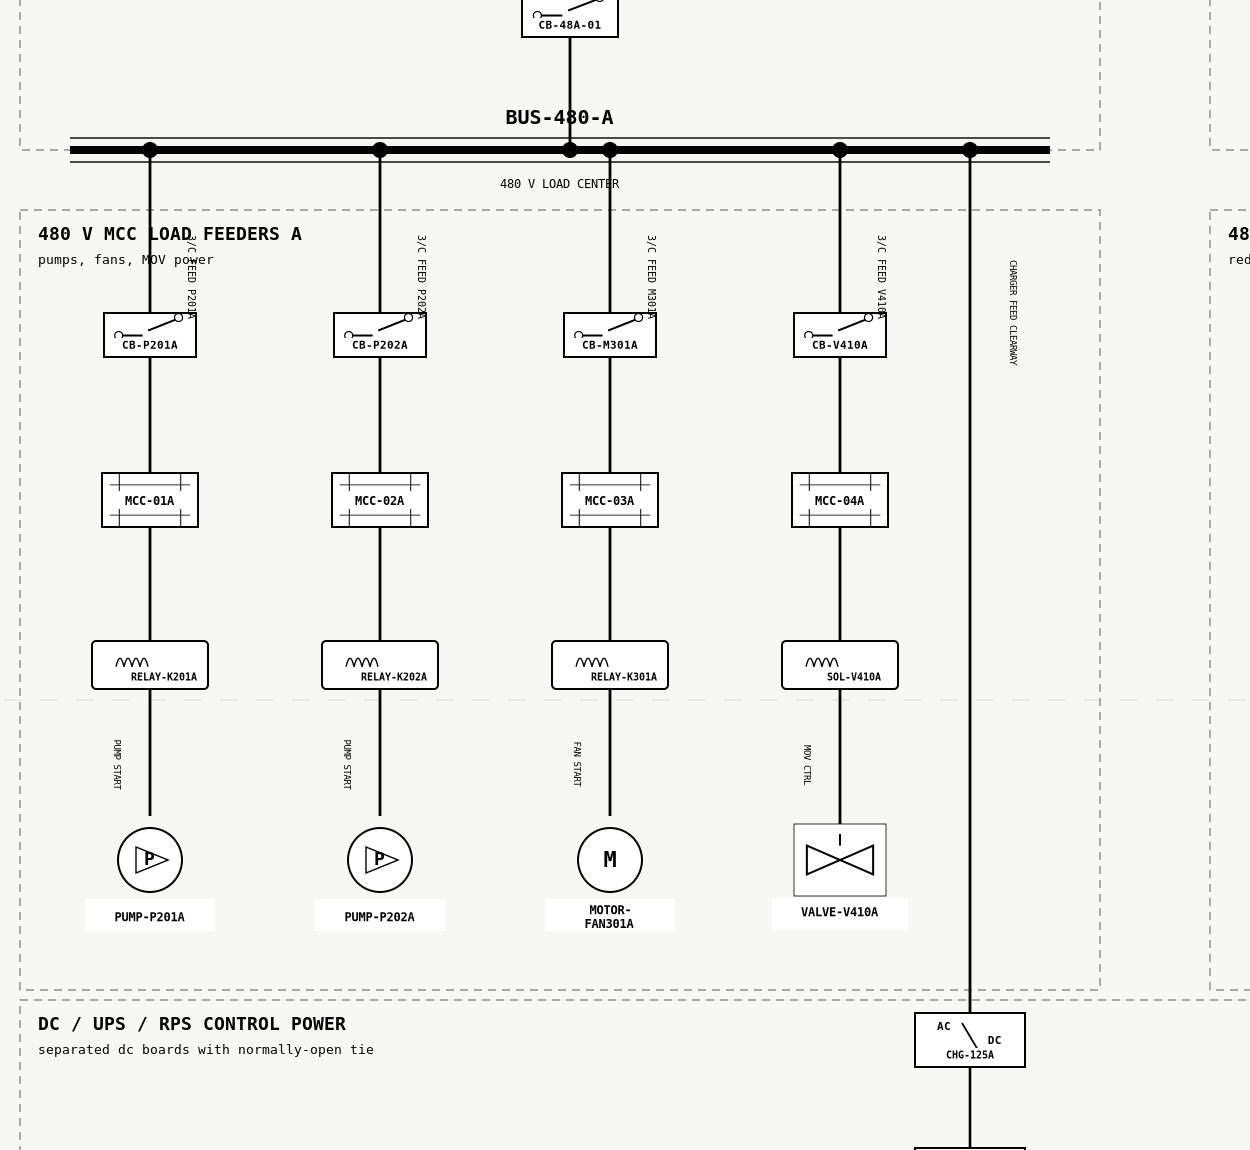 CB-48A-01
BUS-480-A
480 V LOAD CENTER
480 V MCC LOAD FEEDERS A
pumps, fans, MOV power
48
red
3/C FEED P201A
3/C FEED P202A
3/C FEED M301A
3/C FEED V410A
CHARGER FEED CLEARWAY
CB-P201A
CB-P202A
CB-M301A
CB-V410A
MCC-01A
MCC-02A
MCC-03A
MCC-04A
RELAY-K201A
RELAY-K202A
RELAY-K301A
SOL-V410A
PUMP START
PUMP START
FAN START
MOV CTRL
P
P
M
PUMP-P201A
PUMP-P202A
MOTOR-
FAN301A
VALVE-V410A
DC / UPS / RPS CONTROL POWER
separated dc boards with normally-open tie
AC
DC
CHG-125A